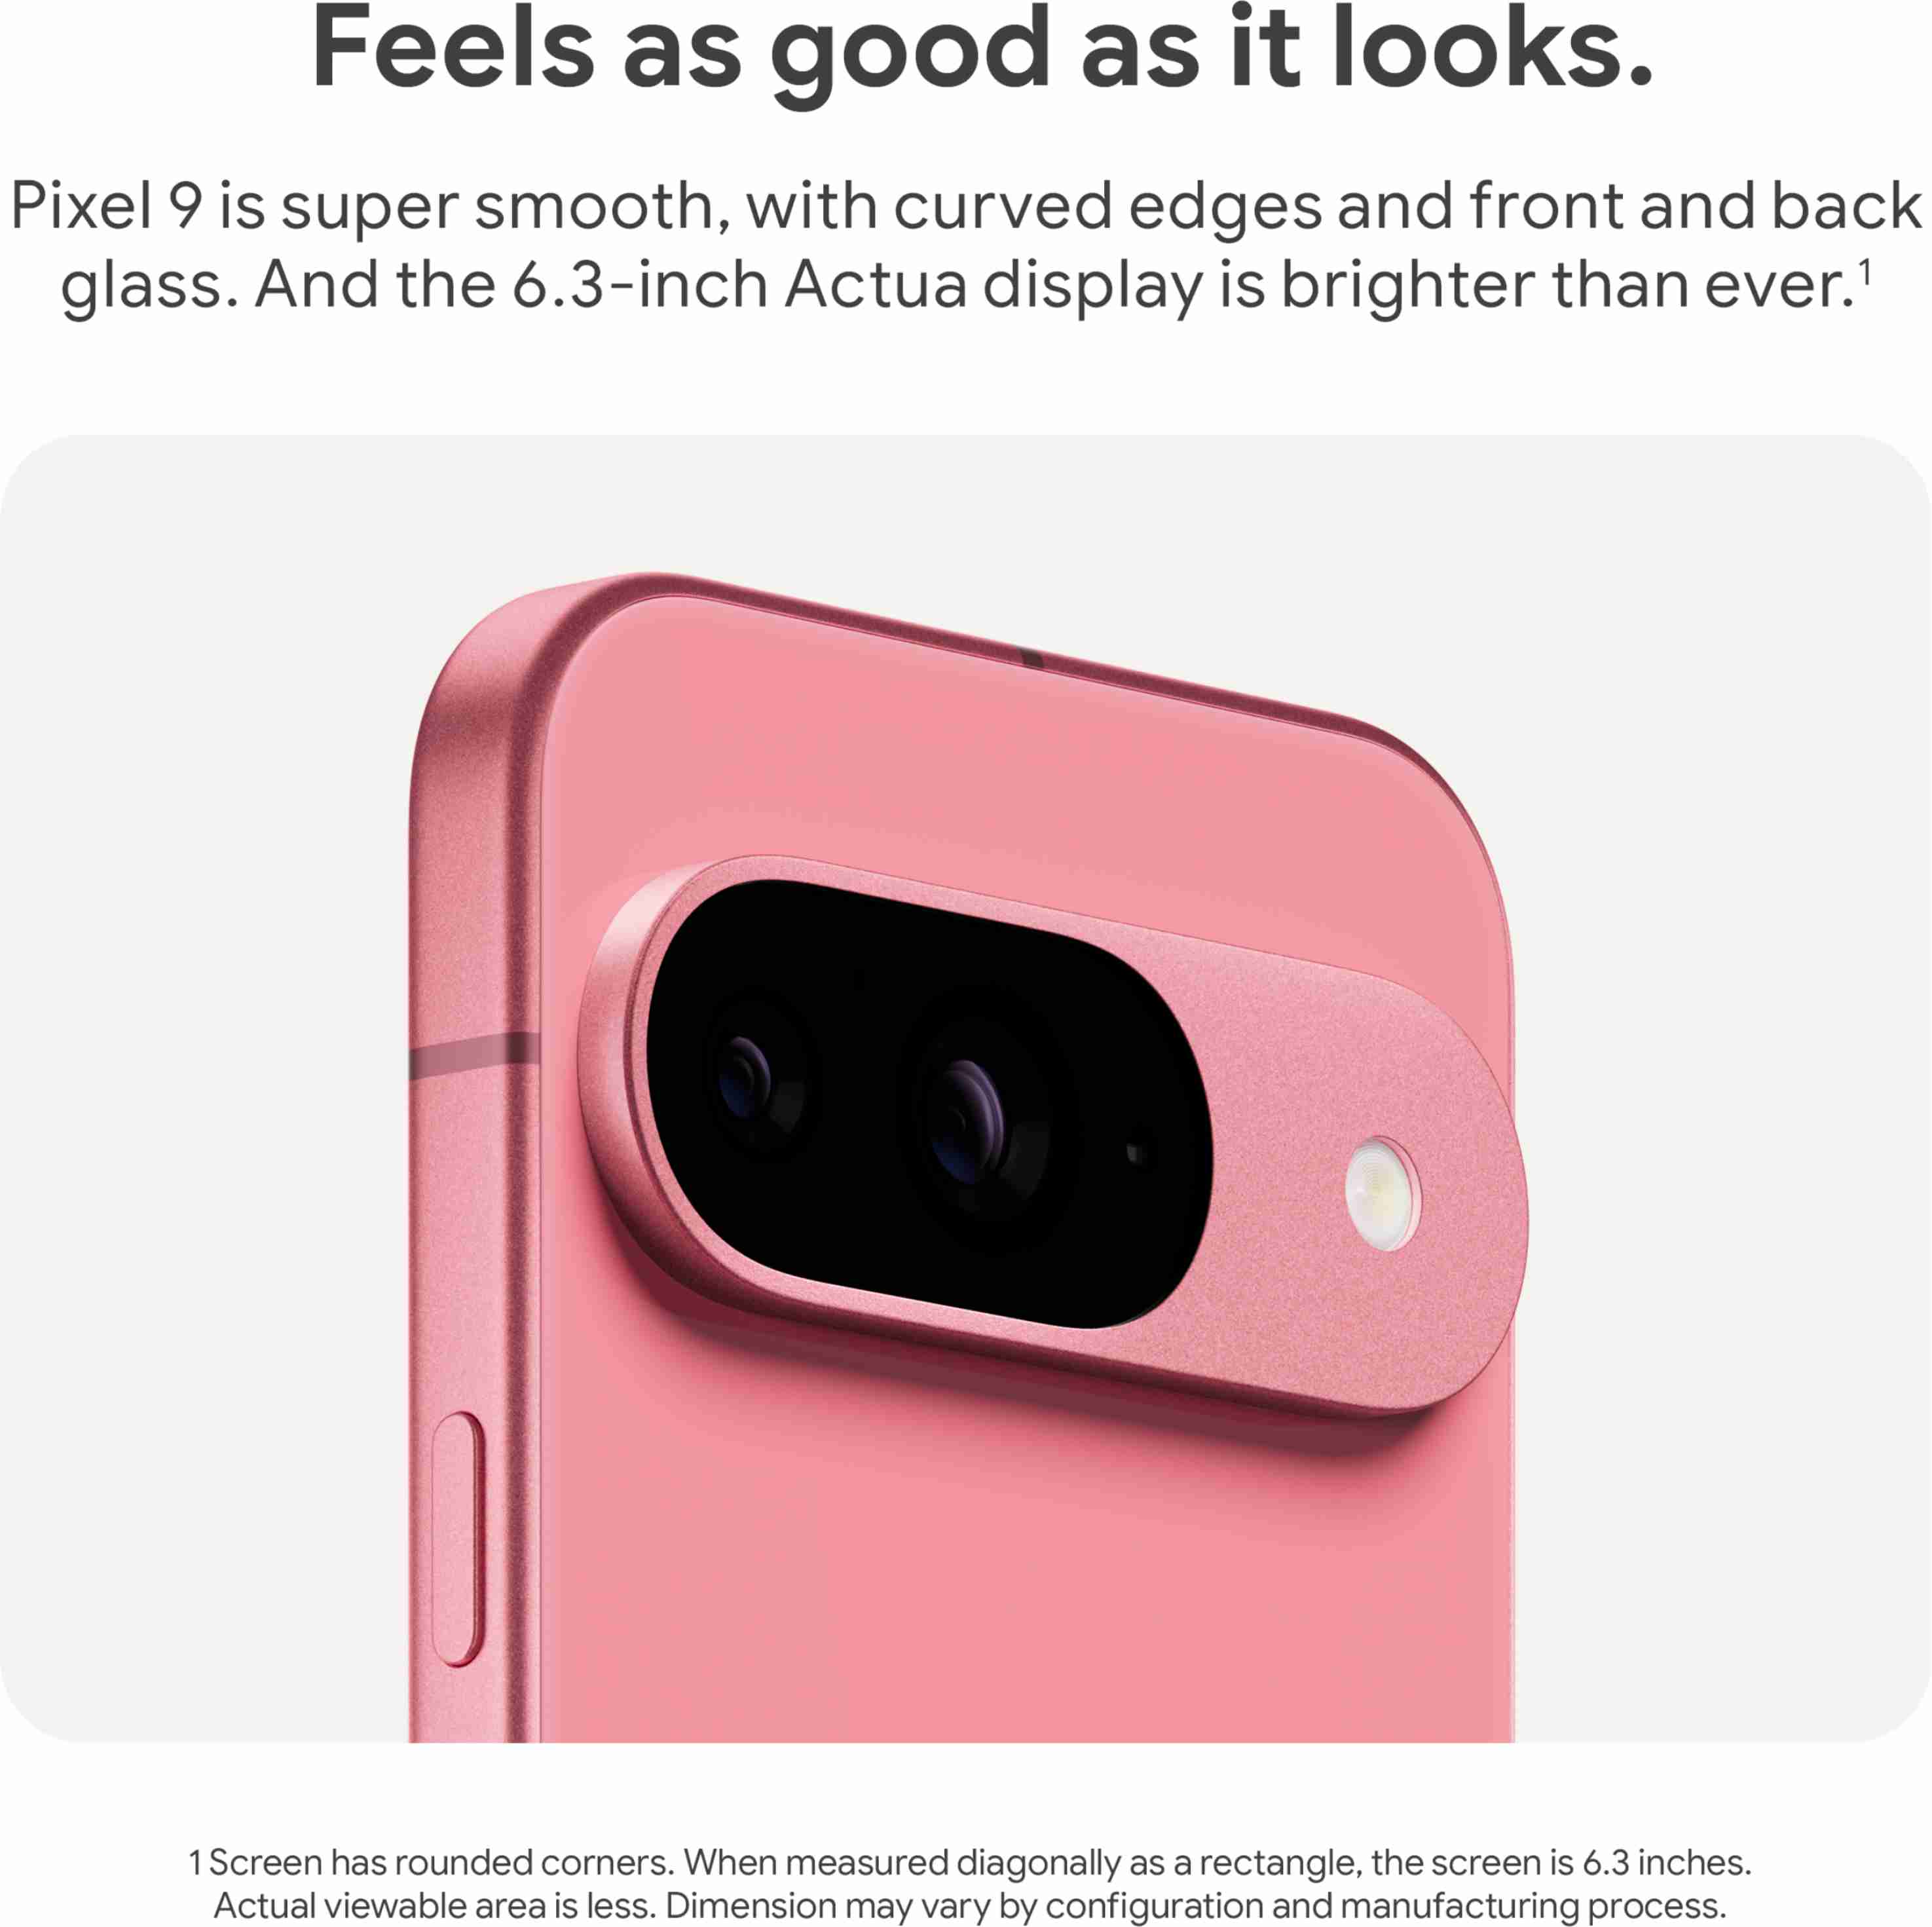 Feels as good as it looks.
Pixel 9 is super smooth, with curved edges and front and back
glass. And the 6.3-inch Actua display is brighter than ever.¹
1 Screen has rounded corners. When measured diagonally as a rectangle, the screen is 6.3 inches.
Actual viewable area is less. Dimension may vary by configuration and manufacturing process.